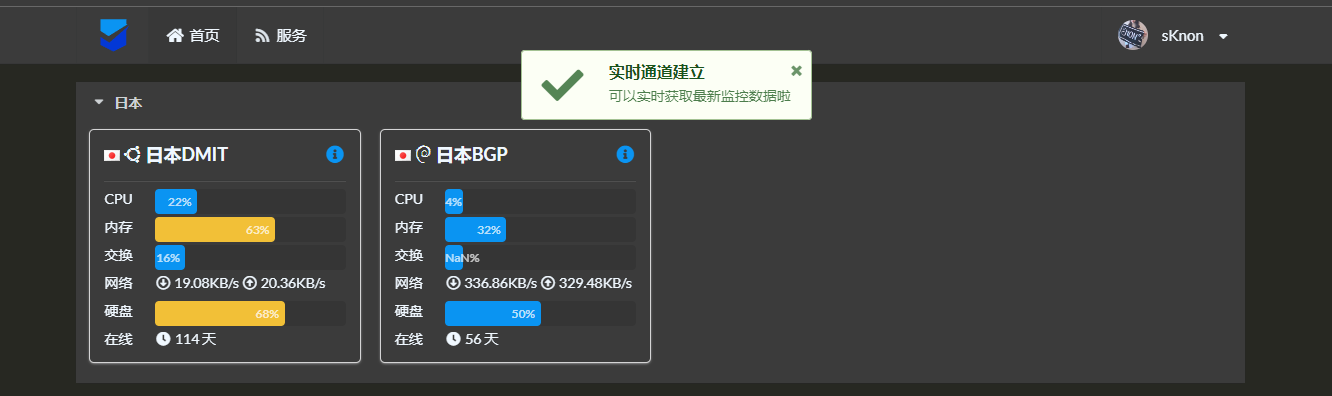 首页 服务 sKnon
实时通道建立
可以实时获取最新监控数据啦
日本
日本DMIT
CPU 22%
内存 63%
交换 16%
网络 19.08KB/s 20.36KB/s
硬盘 68%
在线 114 天
日本BGP
CPU 4%
内存 32%
交换 NaN%
网络 336.86KB/s 329.48KB/s
硬盘 50%
在线 56 天